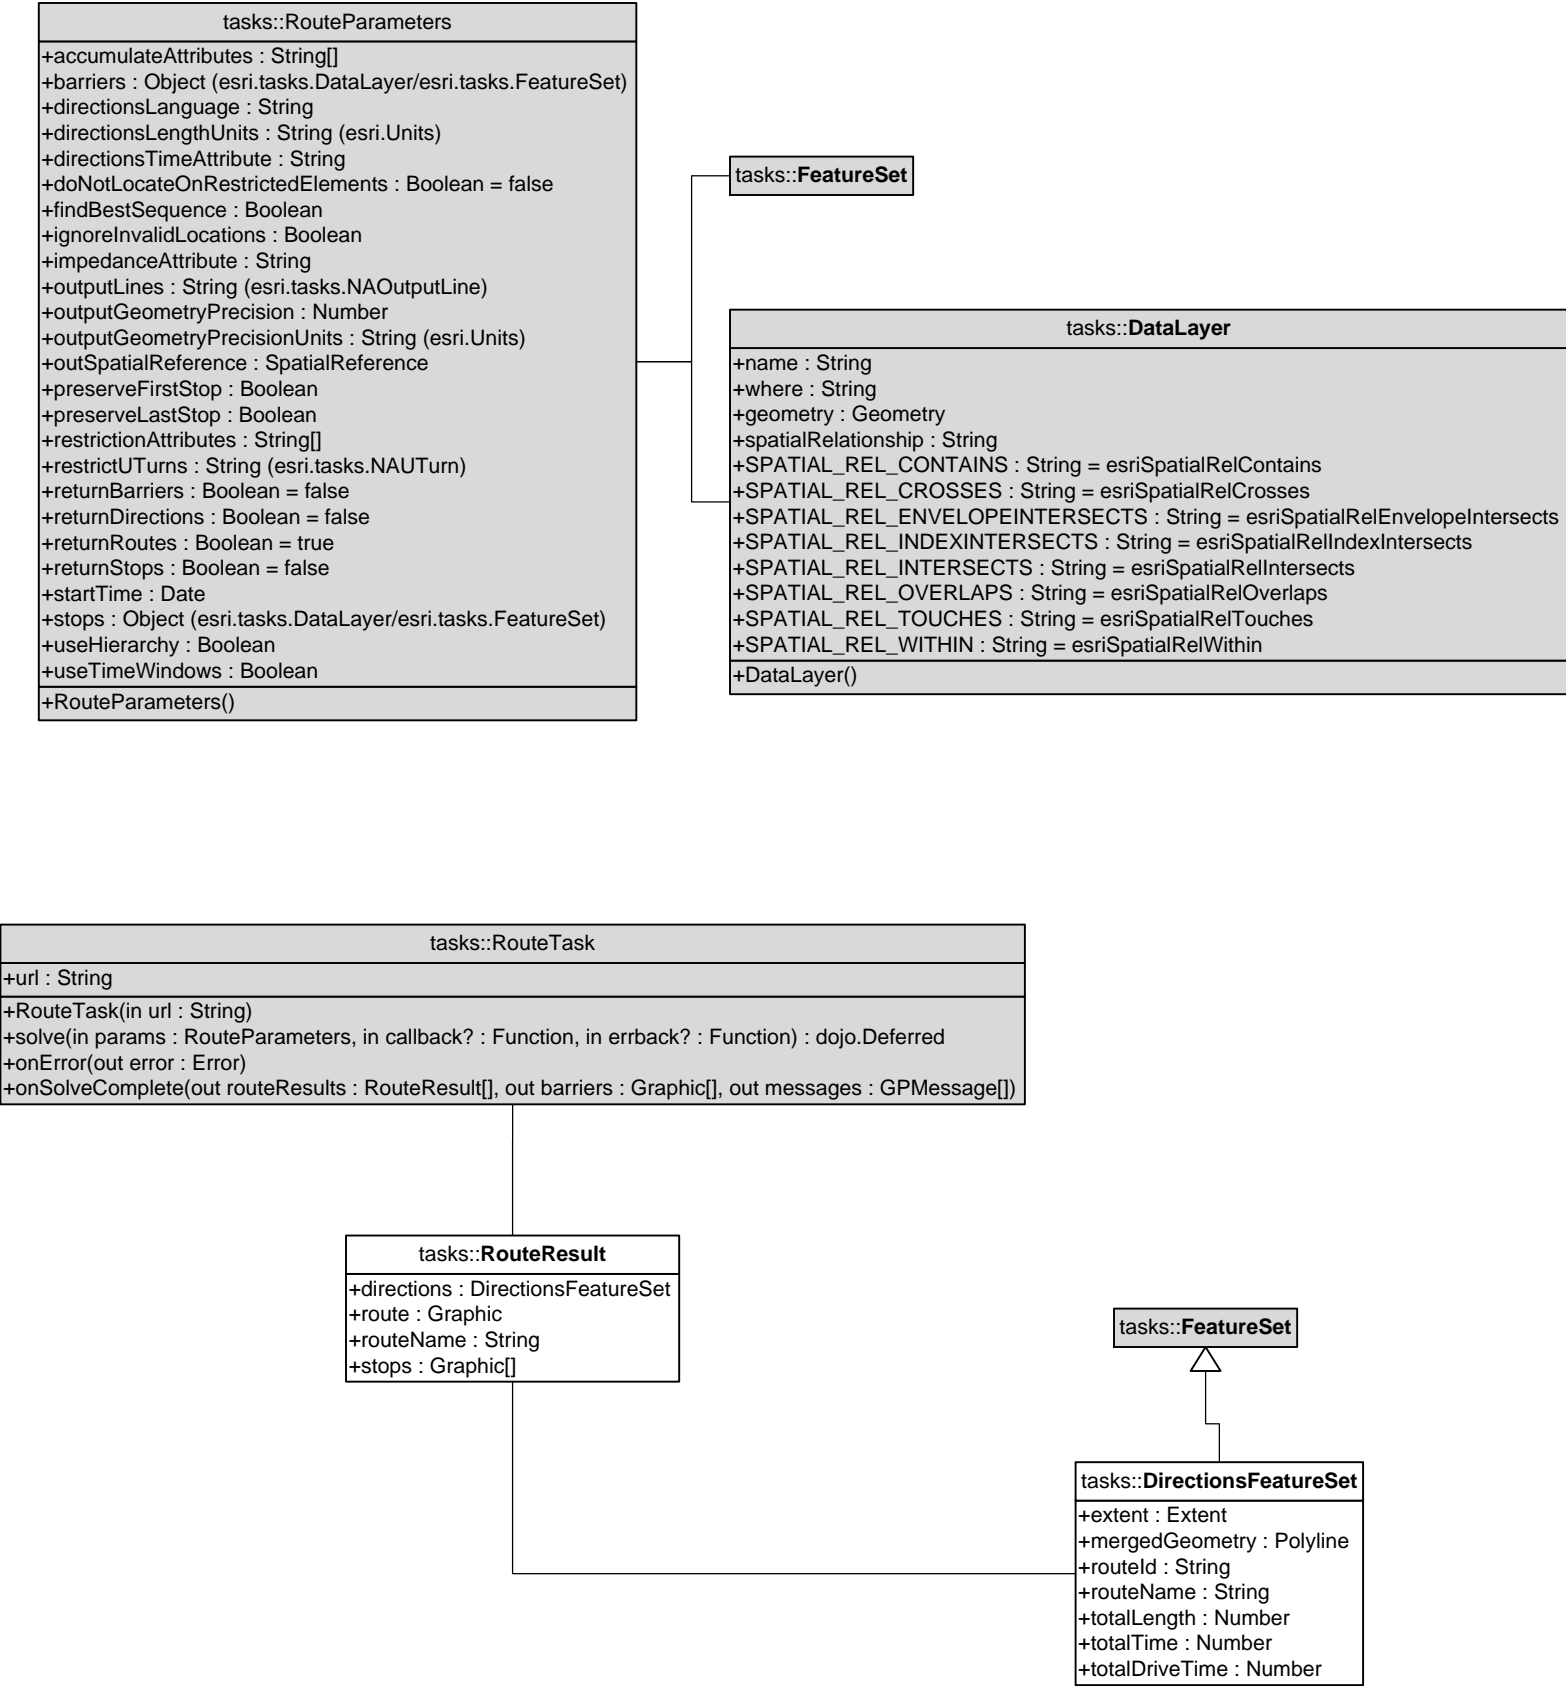 tasks::RouteParameters
+accumulateAttributes : String[]
+barriers : Object (esri.tasks.DataLayer/esri.tasks.FeatureSet)
+directionsLanguage : String
+directionsLengthUnits : String (esri.Units)
+directionsTimeAttribute : String
+doNotLocateOnRestrictedElements : Boolean = false
+findBestSequence : Boolean
+ignoreInvalidLocations : Boolean
+impedanceAttribute : String
+outputLines : String (esri.tasks.NAOutputLine)
+outputGeometryPrecision : Number
+outputGeometryPrecisionUnits : String (esri.Units)
+outSpatialReference : SpatialReference
+preserveFirstStop : Boolean
+preserveLastStop : Boolean
+restrictionAttributes : String[]
+restrictUTurns : String (esri.tasks.NAUTurn)
+returnBarriers : Boolean = false
+returnDirections : Boolean = false
+returnRoutes : Boolean = true
+returnStops : Boolean = false
+startTime : Date
+stops : Object (esri.tasks.DataLayer/esri.tasks.FeatureSet)
+useHierarchy : Boolean
+useTimeWindows : Boolean
+RouteParameters()
tasks::FeatureSet
tasks::DataLayer
+name : String
+where : String
+geometry : Geometry
+spatialRelationship : String
+SPATIAL_REL_CONTAINS : String = esriSpatialRelContains
+SPATIAL_REL_CROSSES : String = esriSpatialRelCrosses
+SPATIAL_REL_ENVELOPEINTERSECTS : String = esriSpatialRelEnvelopeIntersects
+SPATIAL_REL_INDEXINTERSECTS : String = esriSpatialRelIndexIntersects
+SPATIAL_REL_INTERSECTS : String = esriSpatialRelIntersects
+SPATIAL_REL_OVERLAPS : String = esriSpatialRelOverlaps
+SPATIAL_REL_TOUCHES : String = esriSpatialRelTouches
+SPATIAL_REL_WITHIN : String = esriSpatialRelWithin
+DataLayer()
tasks::RouteTask
+url : String
+RouteTask(in url : String)
+solve(in params : RouteParameters, in callback? : Function, in errback? : Function) : dojo.Deferred
+onError(out error : Error)
+onSolveComplete(out routeResults : RouteResult[], out barriers : Graphic[], out messages : GPMessage[])
tasks::RouteResult
+directions : DirectionsFeatureSet
+route : Graphic
+routeName : String
+stops : Graphic[]
tasks::FeatureSet
tasks::DirectionsFeatureSet
+extent : Extent
+mergedGeometry : Polyline
+routeId : String
+routeName : String
+totalLength : Number
+totalTime : Number
+totalDriveTime : Number